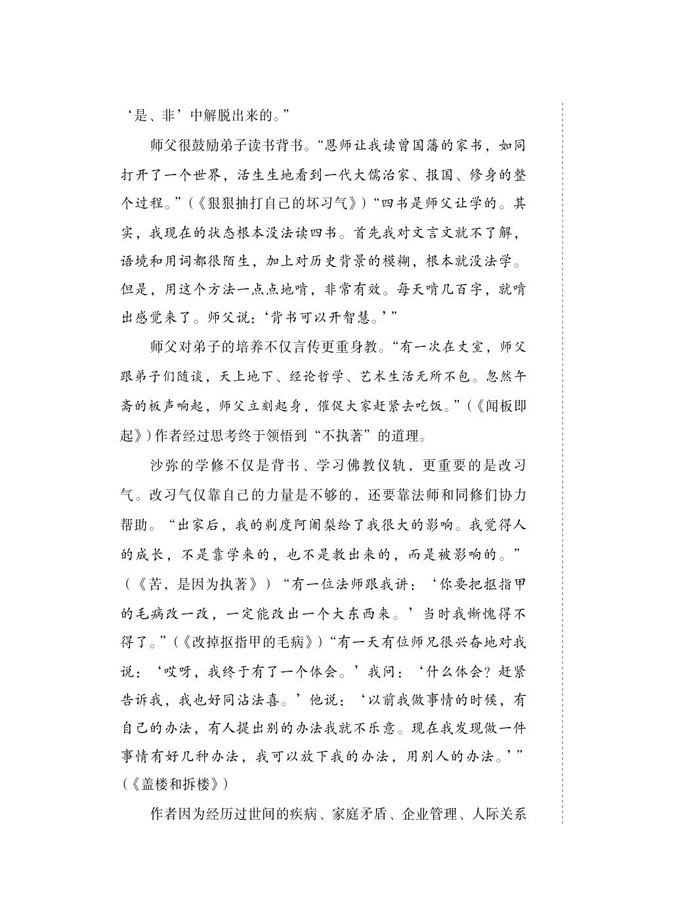 ‘是、非’中解脱出来的。”
师父很鼓励弟子读书背书。“恩师让我读曾国藩的家书，如同
打开了一个世界，活生生地看到一代大儒治家、报国、修身的整
个过程。”（《狠狠抽打自己的坏习气》）“四书是师父让学的。其
实，我现在的状态根本没法读四书。首先我对文言文就不了解，
语境和用词都很陌生，加上对历史背景的模糊，根本就没法学。
但是，用这个方法一点点地啃，非常有效。每天啃几百字，就啃
出感觉来了。师父说：‘背书可以开智慧。’”
师父对弟子的培养不仅言传更重身教。“有一次在丈室，师父
跟弟子们随谈，天上地下、经论哲学、艺术生活无所不包。忽然午
斋的板声响起，师父立刻起身，催促大家赶紧去吃饭。”（《闻板即
起》）作者经过思考终于领悟到“不执著”的道理。
沙弥的学修不仅是背书、学习佛教仪轨，更重要的是改习
气。改习气仅靠自己的力量是不够的，还要靠法师和同修们协力
帮助。“出家后，我的剃度阿阇梨给了我很大的影响。我觉得人
的成长，不是靠学来的，也不是教出来的，而是被影响的。”
（《苦，是因为执著》）“有一位法师跟我讲：‘你要把抠指甲
的毛病改一改，一定能改出一个大东西来。’当时我惭愧得不
得了。”（《改掉抠指甲的毛病》）“有一天有位师兄很兴奋地对我
说：‘哎呀，我终于有了一个体会。’我问：‘什么体会？赶紧
告诉我，我也好同沾法喜。’他说：‘以前我做事情的时候，有
自己的办法，有人提出别的办法我就不乐意。现在我发现做一件
事情有好几种办法，我可以放下我的办法，用别人的办法。’”
（《盖楼和拆楼》）
作者因为经历过世间的疾病、家庭矛盾、企业管理、人际关系